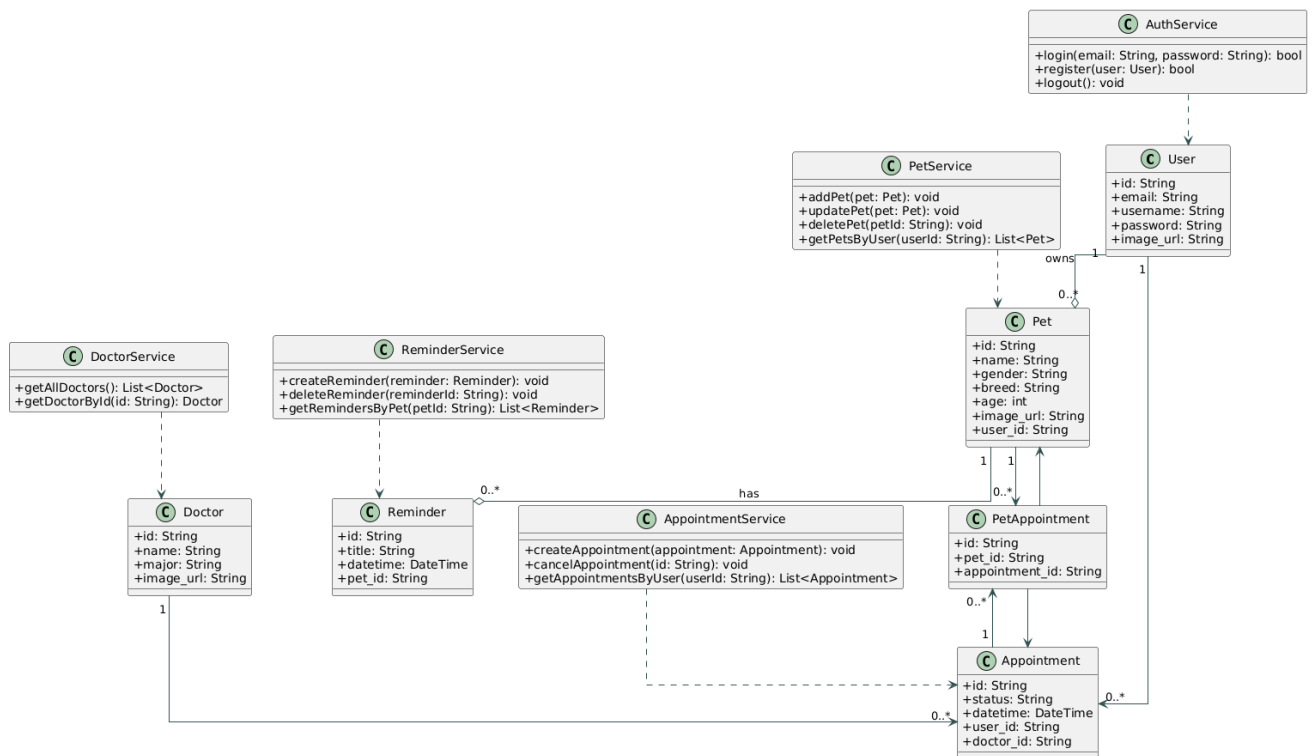 C AuthService
+login(email: String, password: String): bool
+register(user: User): bool
+logout(): void
C PetService
+addPet(pet: Pet): void
+updatePet(pet: Pet): void
+deletePet(petId: String): void
+getPetsByUser(userId: String): List<Pet>
C User
+id: String
+email: String
+username: String
+password: String
+image_url: String
owns
1
1
0..*
C Pet
+id: String
+name: String
+gender: String
+breed: String
+age: int
+image_url: String
+user_id: String
C DoctorService
+getAllDoctors(): List<Doctor>
+getDoctorById(id: String): Doctor
C ReminderService
+createReminder(reminder: Reminder): void
+deleteReminder(reminderId: String): void
+getRemindersByPet(petId: String): List<Reminder>
1
1
0..*
has
0..*
C Doctor
+id: String
+name: String
+major: String
+image_url: String
C Reminder
+id: String
+title: String
+datetime: DateTime
+pet_id: String
C AppointmentService
+createAppointment(appointment: Appointment): void
+cancelAppointment(id: String): void
+getAppointmentsByUser(userId: String): List<Appointment>
C PetAppointment
+id: String
+pet_id: String
+appointment_id: String
1
0..*
1
C Appointment
+id: String
+status: String
+datetime: DateTime
+user_id: String
+doctor_id: String
0..*
0..*